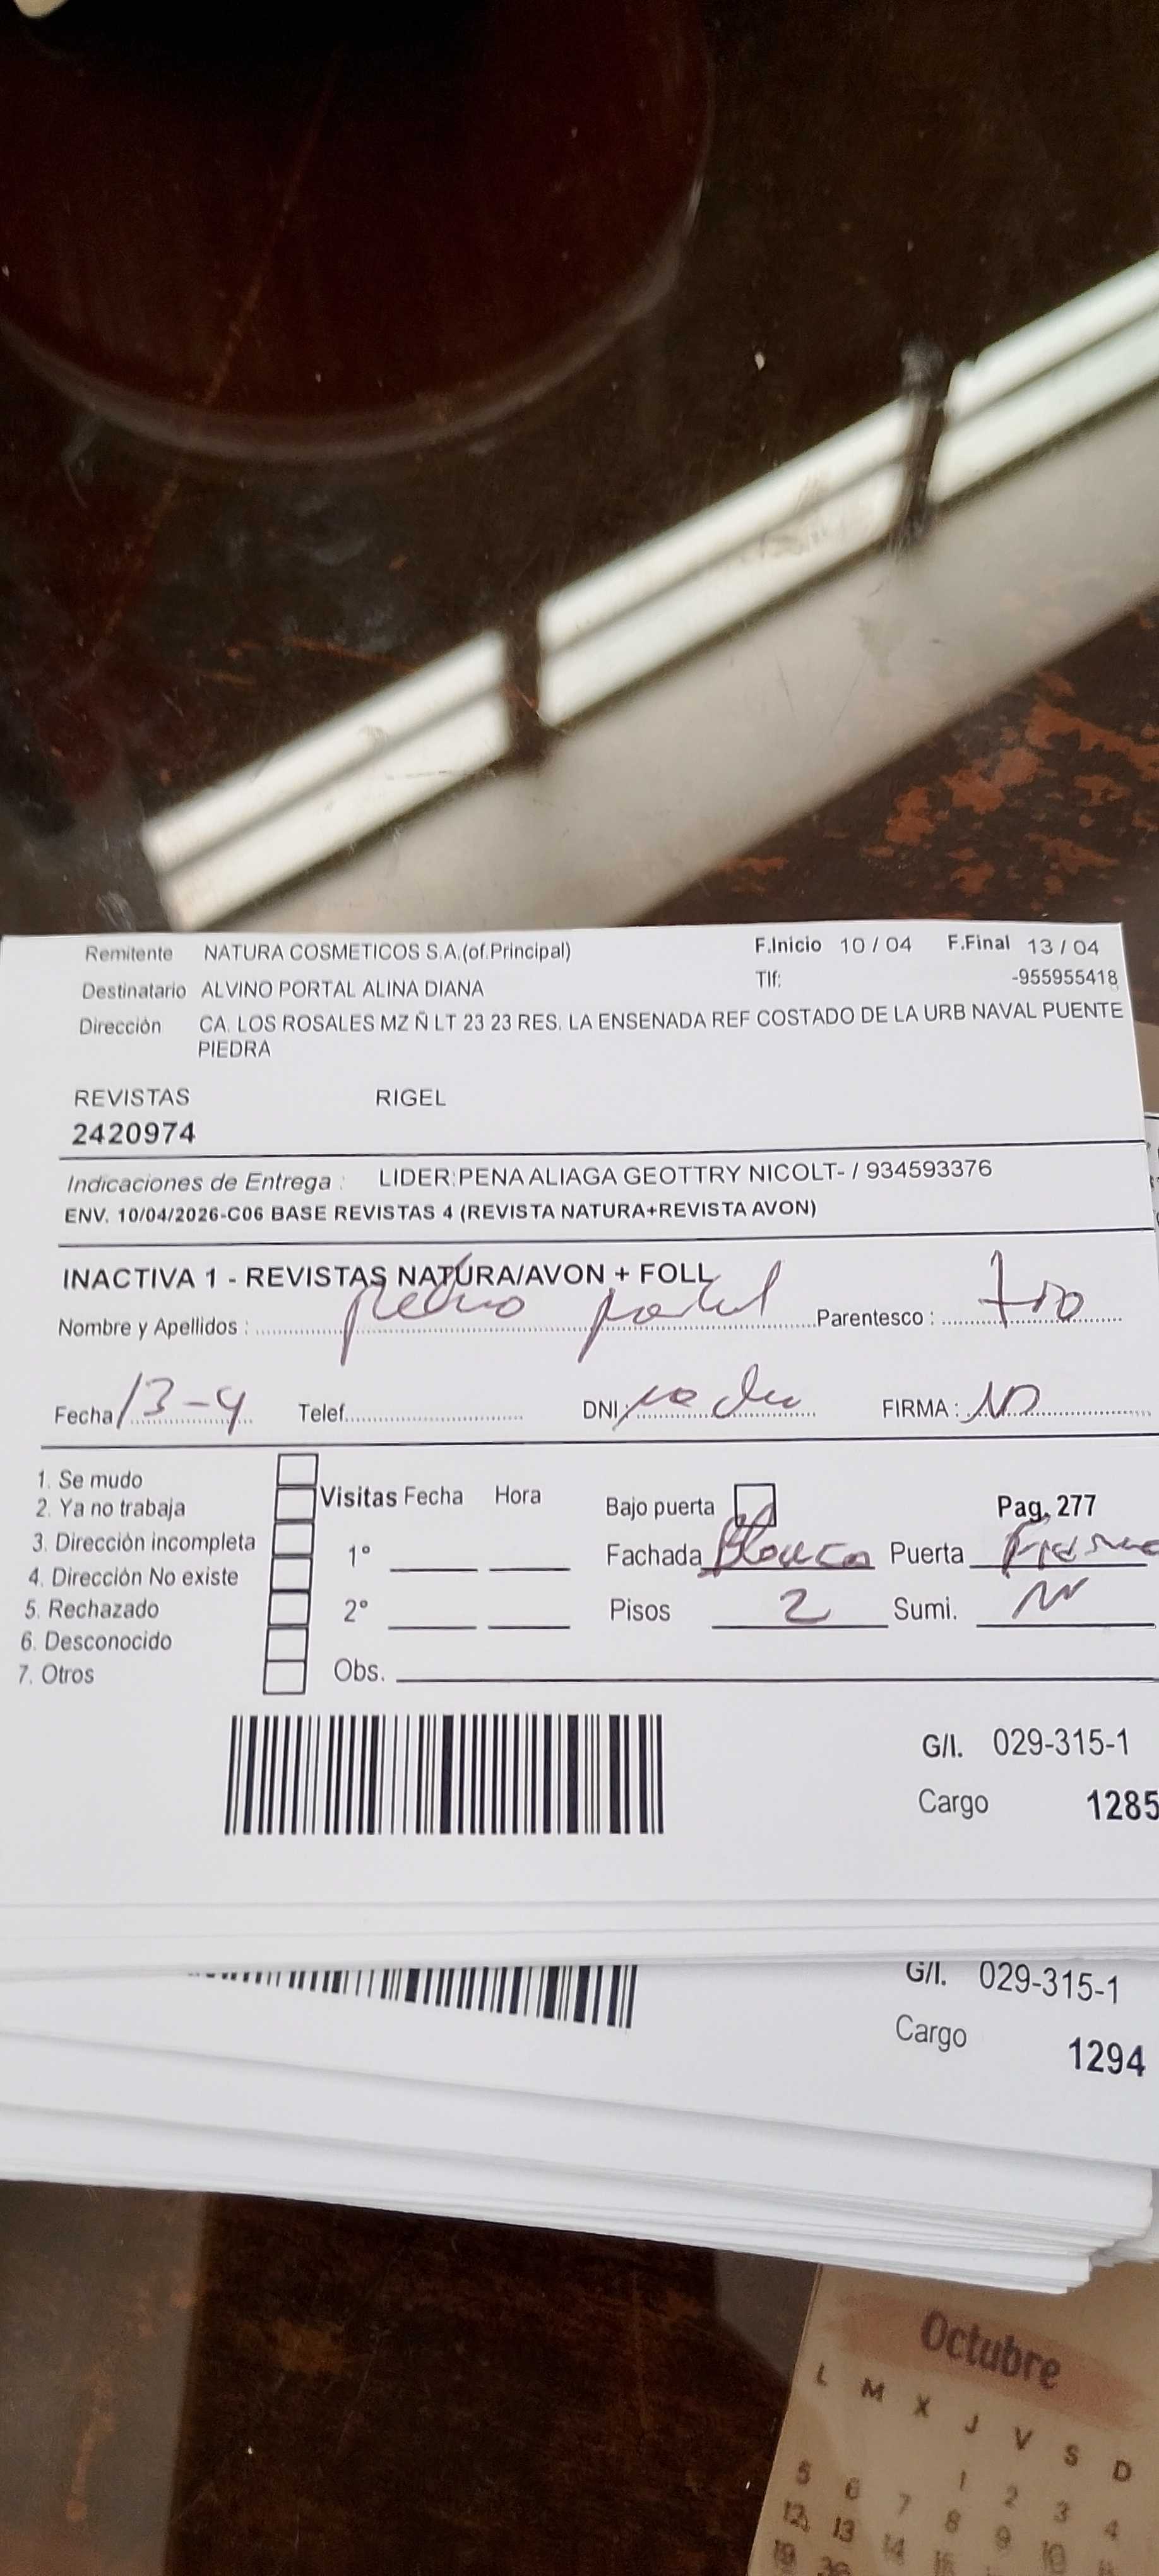 Remitente NATURA COSMETICOS S.A.(of.Principal) F.Inicio 10 / 04 F.Final 13 / 04
Destinatario ALVINO PORTAL ALINA DIANA Tlf: -955955418
Dirección CA. LOS ROSALES MZ Ñ LT 23 23 RES. LA ENSENADA REF COSTADO DE LA URB NAVAL PUENTE
PIEDRA
REVISTAS RIGEL
2420974
Indicaciones de Entrega : LIDER:PENA ALIAGA GEOTTRY NICOLT- / 934593376
ENV. 10/04/2026-C06 BASE REVISTAS 4 (REVISTA NATURA+REVISTA AVON)
INACTIVA 1 - REVISTAS NATURA/AVON + FOLL
Nombre y Apellidos : pedro portal Parentesco : tio
Fecha 13-4 Telef. DNI: FIRMA :
1. Se mudo
2. Ya no trabaja
3. Dirección incompleta
4. Dirección No existe
5. Rechazado
6. Desconocido
7. Otros
Visitas Fecha Hora
1°
2°
Obs.
Bajo puerta Pag. 277
Fachada Blanca Puerta
Pisos 2 Sumi.
G/I. 029-315-1
Cargo 1285
G/I. 029-315-1
Cargo 1294
Octubre
L M X J V S D
1 2 3 4
5 6 7 8 9 10
12 13 14
19